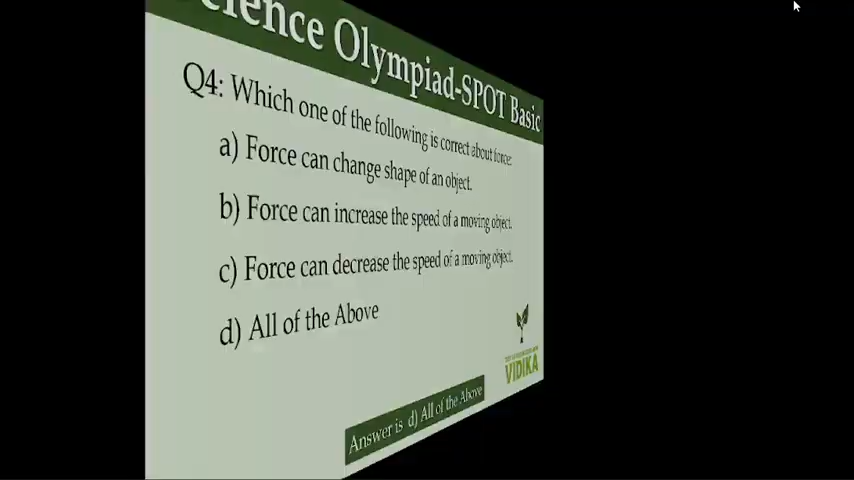 Science Olympiad-SPOT Basic
Q4: Which one of the following is correct about force:
a) Force can change shape of an object.
b) Force can increase the speed of a moving object.
c) Force can decrease the speed of a moving object.
d) All of the Above
VIDIKA
Answer is d) All of the Above